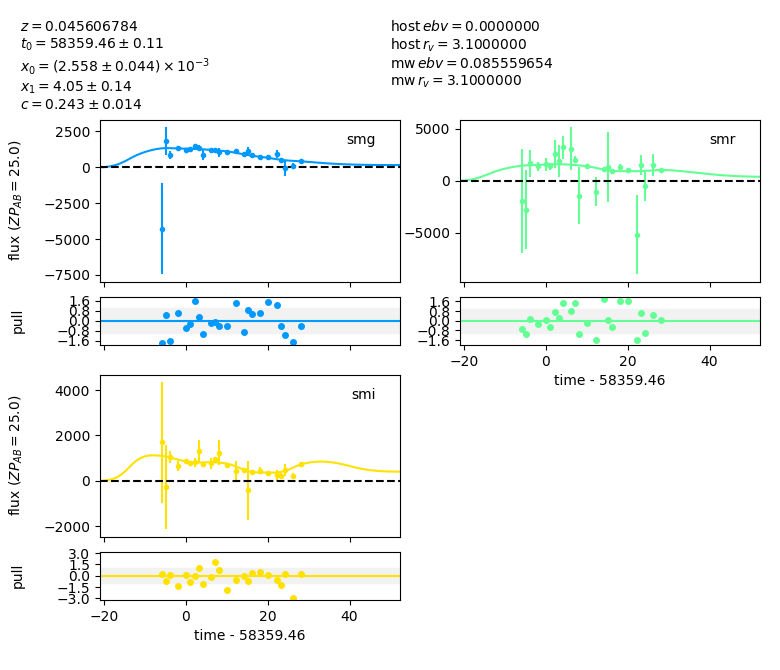 z = 0.045606784
t₀ = 58359.46 ± 0.11
x₀ = (2.558 ± 0.044) × 10⁻³
x₁ = 4.05 ± 0.14
c = 0.243 ± 0.014
host ebv = 0.0000000
host r_v = 3.1000000
mw ebv = 0.085559654
mw r_v = 3.1000000
smg
flux (ZP_AB = 25.0)
2500
0
−2500
−5000
−7500
smr
5000
0
−5000
pull
1.6
0.8
0.0
−0.8
−1.6
1.6
0.8
0.0
−0.8
−1.6
−20 0 20 40
time - 58359.46
smi
flux (ZP_AB = 25.0)
4000
2000
0
−2000
pull
3.0
1.5
0.0
−1.5
−3.0
−20 0 20 40
time - 58359.46